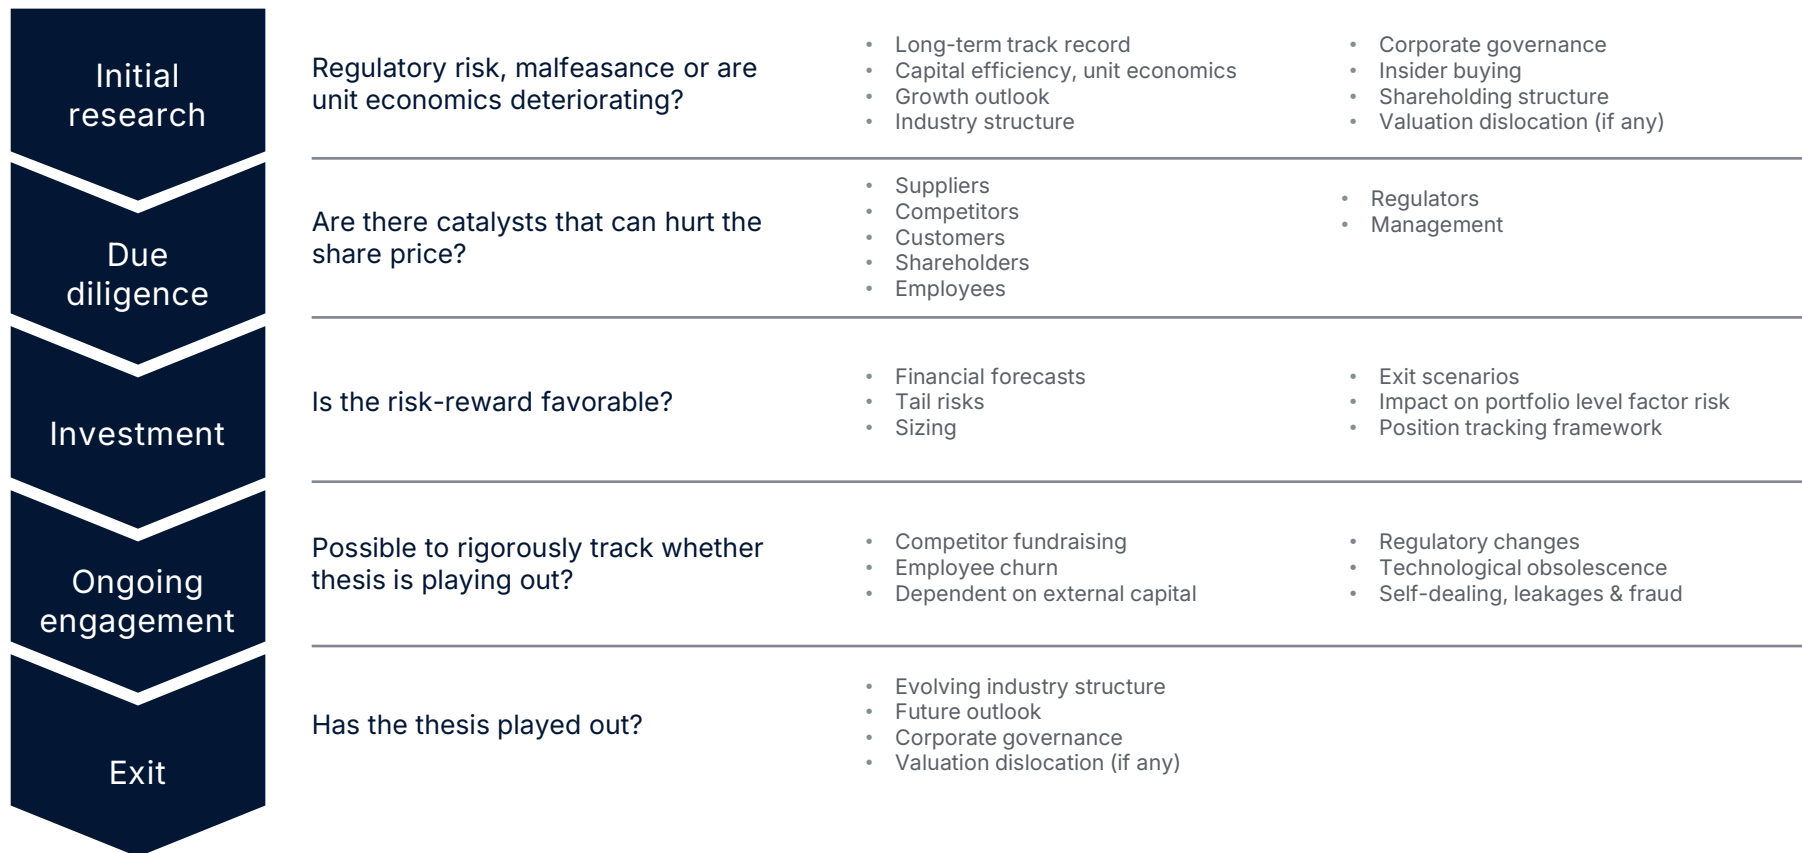 Initial
research
Regulatory risk, malfeasance or are
unit economics deteriorating?
• Long-term track record
• Capital efficiency, unit economics
• Growth outlook
• Industry structure
• Corporate governance
• Insider buying
• Shareholding structure
• Valuation dislocation (if any)
Due
diligence
Are there catalysts that can hurt the
share price?
• Suppliers
• Competitors
• Customers
• Shareholders
• Employees
• Regulators
• Management
Investment
Is the risk-reward favorable?
• Financial forecasts
• Tail risks
• Sizing
• Exit scenarios
• Impact on portfolio level factor risk
• Position tracking framework
Ongoing
engagement
Possible to rigorously track whether
thesis is playing out?
• Competitor fundraising
• Employee churn
• Dependent on external capital
• Regulatory changes
• Technological obsolescence
• Self-dealing, leakages & fraud
Exit
Has the thesis played out?
• Evolving industry structure
• Future outlook
• Corporate governance
• Valuation dislocation (if any)